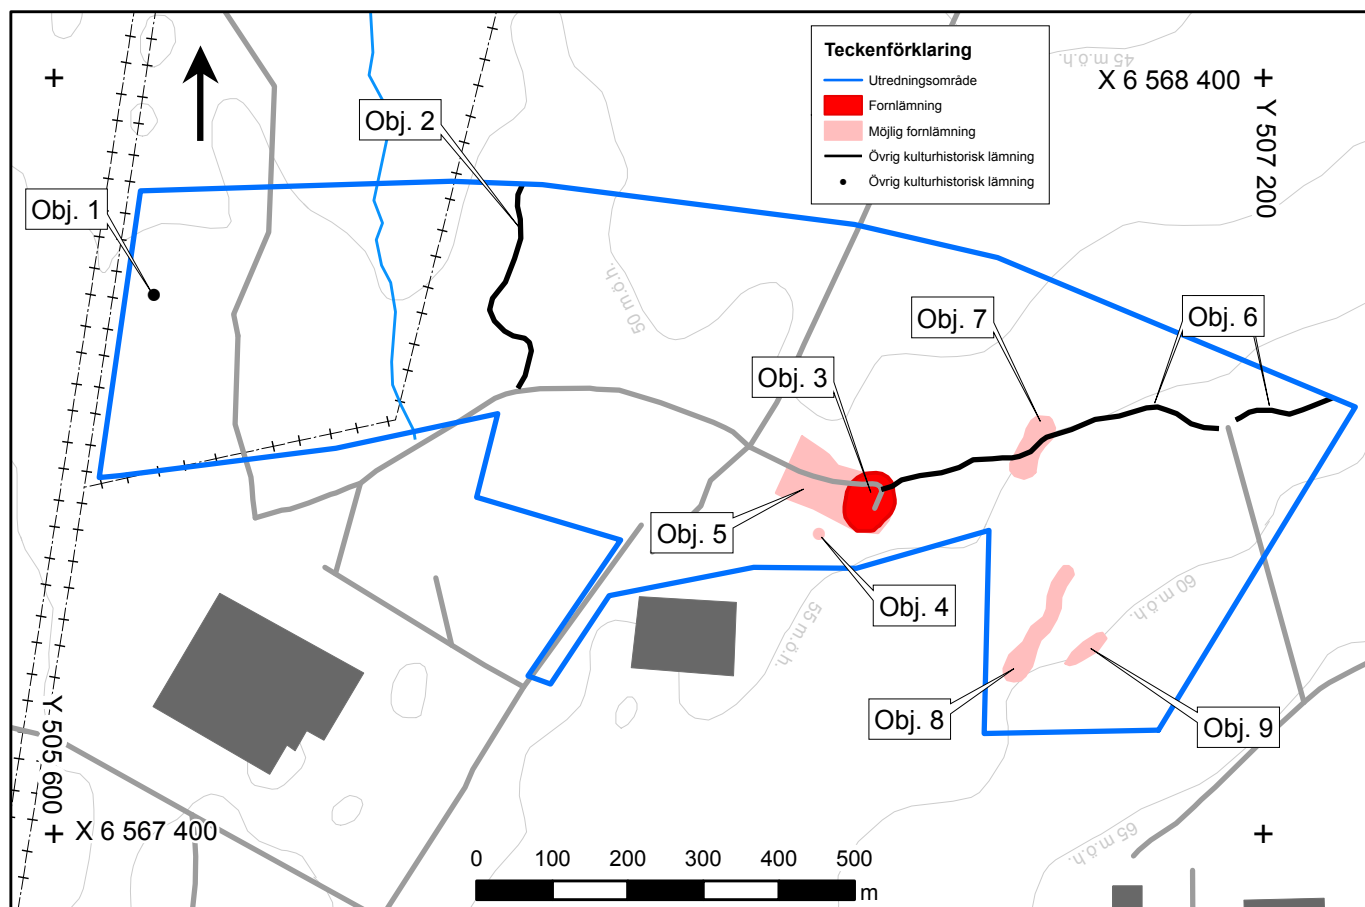 Teckenförklaring
Utredningsområde
Fornlämning
Möjlig fornlämning
Övrig kulturhistorisk lämning
Övrig kulturhistorisk lämning
45 m.ö.h.
X 6 568 400
Y 507 200
Obj. 2
Obj. 1
50 m.ö.h.
Obj. 7
Obj. 6
Obj. 3
Obj. 5
Obj. 4
55 m.ö.h.
60 m.ö.h.
Obj. 8
Obj. 9
Y 505 600
X 6 567 400
65 m.ö.h.
0 100 200 300 400 500
m